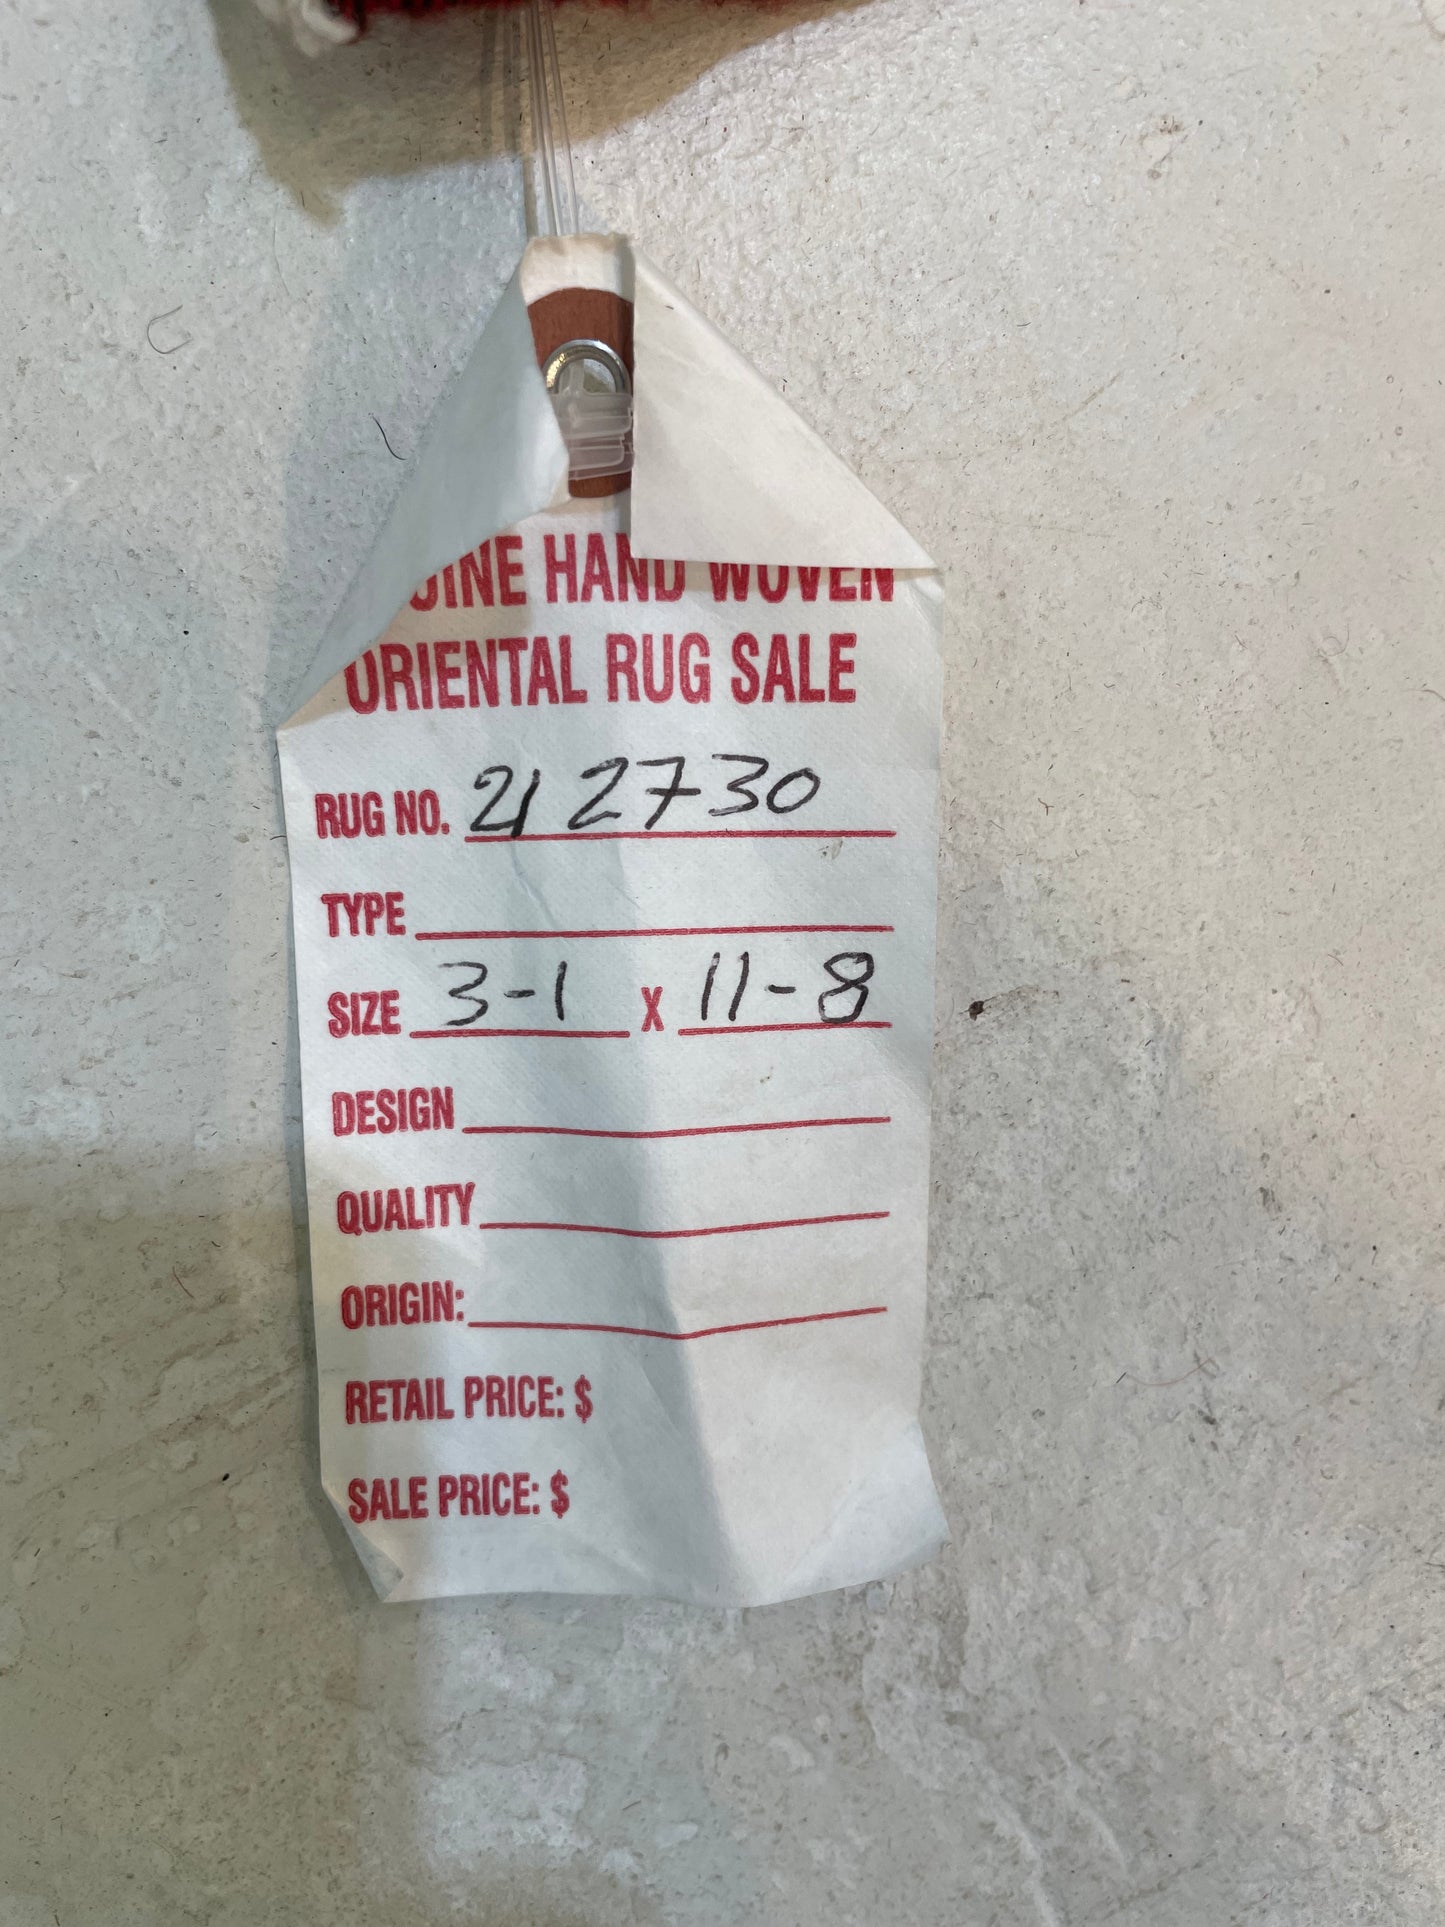 HAND WOVEN
ORIENTAL RUG SALE
RUG NO. 212730
TYPE
SIZE 3-1 X 11-8
DESIGN
QUALITY
ORIGIN:
RETAIL PRICE: $
SALE PRICE: $